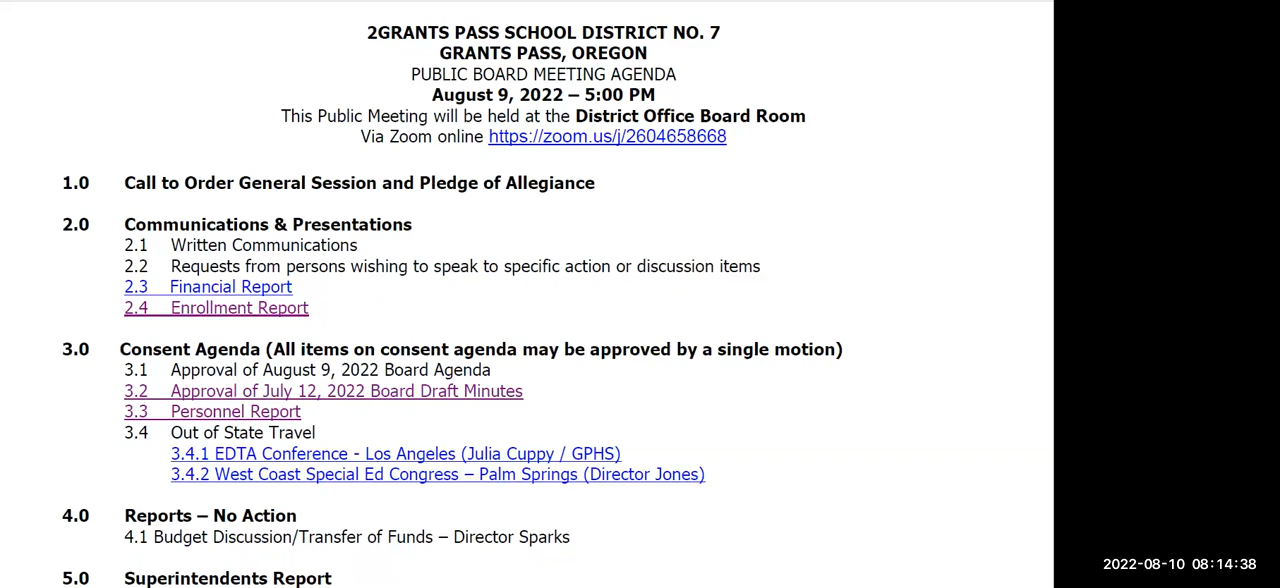 2GRANTS PASS SCHOOL DISTRICT NO. 7
GRANTS PASS, OREGON
PUBLIC BOARD MEETING AGENDA
August 9, 2022 – 5:00 PM
This Public Meeting will be held at the District Office Board Room
Via Zoom online https://zoom.us/j/2604658668
1.0 Call to Order General Session and Pledge of Allegiance
2.0 Communications & Presentations
2.1 Written Communications
2.2 Requests from persons wishing to speak to specific action or discussion items
2.3 Financial Report
2.4 Enrollment Report
3.0 Consent Agenda (All items on consent agenda may be approved by a single motion)
3.1 Approval of August 9, 2022 Board Agenda
3.2 Approval of July 12, 2022 Board Draft Minutes
3.3 Personnel Report
3.4 Out of State Travel
3.4.1 EDTA Conference - Los Angeles (Julia Cuppy / GPHS)
3.4.2 West Coast Special Ed Congress – Palm Springs (Director Jones)
4.0 Reports – No Action
4.1 Budget Discussion/Transfer of Funds – Director Sparks
5.0 Superintendents Report
2022-08-10 08:14:38